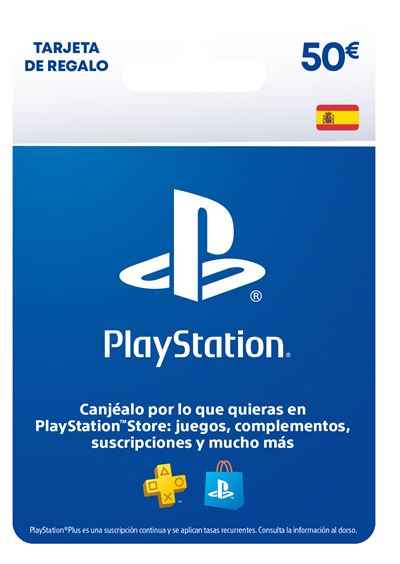 TARJETA
DE REGALO
50€
PlayStation®
Canjéalo por lo que quieras en
PlayStation™Store: juegos, complementos,
suscripciones y mucho más
PlayStation®Plus es una suscripción continua y se aplican tasas recurrentes. Consulta la información al dorso.